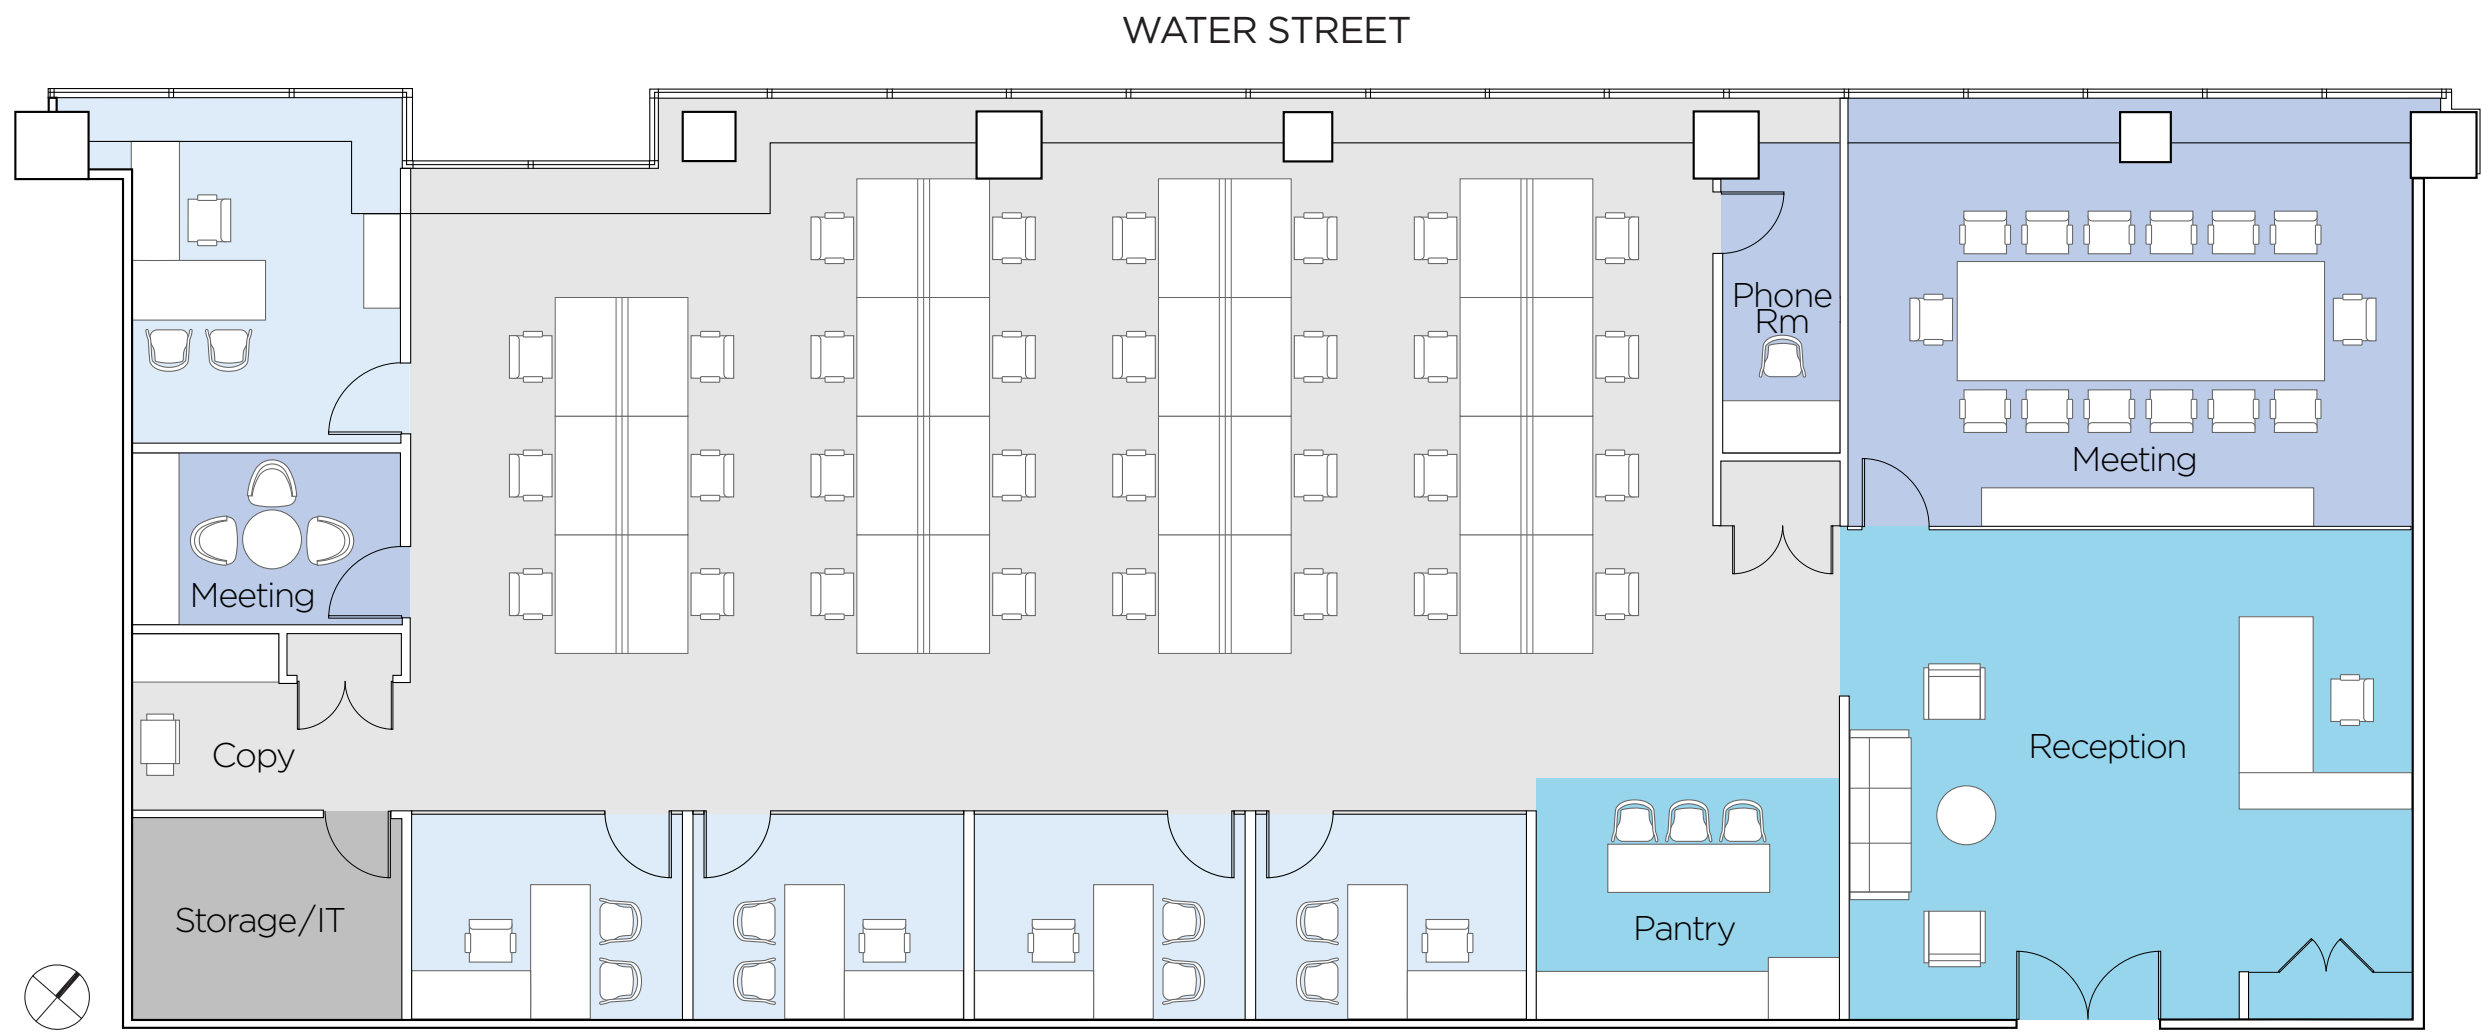 WATER STREET
Phone
Rm
Meeting
Meeting
Copy
Reception
Storage/IT
Pantry